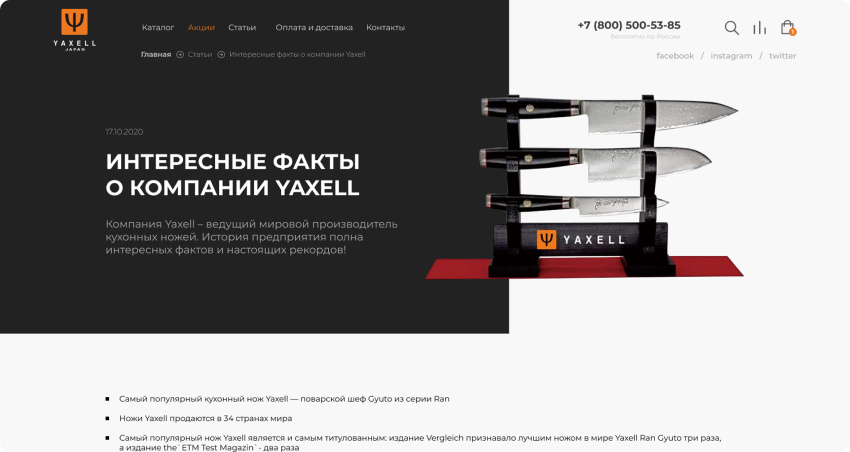 Каталог Акции Статьи Оплата и доставка Контакты
+7 (800) 500-53-85
бесплатно по России
1
YAXELL
JAPAN
Главная Статьи Интересные факты о компании Yaxell
facebook / instagram / twitter
17.10.2020
ИНТЕРЕСНЫЕ ФАКТЫ
О КОМПАНИИ YAXELL
Компания Yaxell – ведущий мировой производитель
кухонных ножей. История предприятия полна
интересных фактов и настоящих рекордов!
YAXELL
Самый популярный кухонный нож Yaxell — поварской шеф Gyuto из серии Ran
Ножи Yaxell продаются в 34 странах мира
Самый популярный нож Yaxell является и самым титулованным: издание Vergleich признавало лучшим ножом в мире Yaxell Ran Gyuto три раза,
а издание the`ETM Test Magazin`- два раза